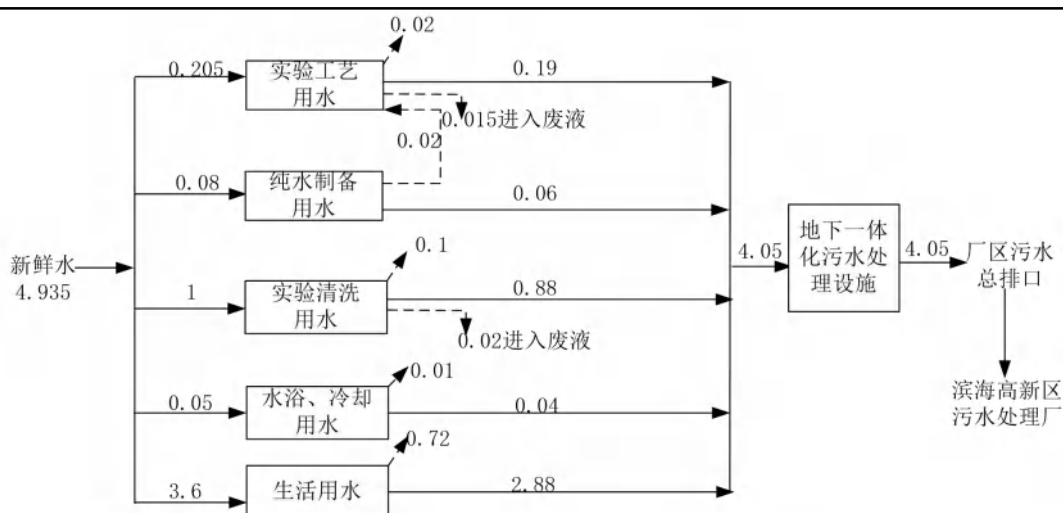 0.02
0.205
实验工艺
用水
0.19
0.015进入废液
0.02
0.08
纯水制备
用水
0.06
新鲜水
4.935
1
实验清洗
用水
0.1
0.88
0.02进入废液
0.05
水浴、冷却
用水
0.01
0.04
3.6
生活用水
0.72
2.88
4.05
地下一体
化污水处
理设施
4.05
厂区污水
总排口
滨海高新区
污水处理厂